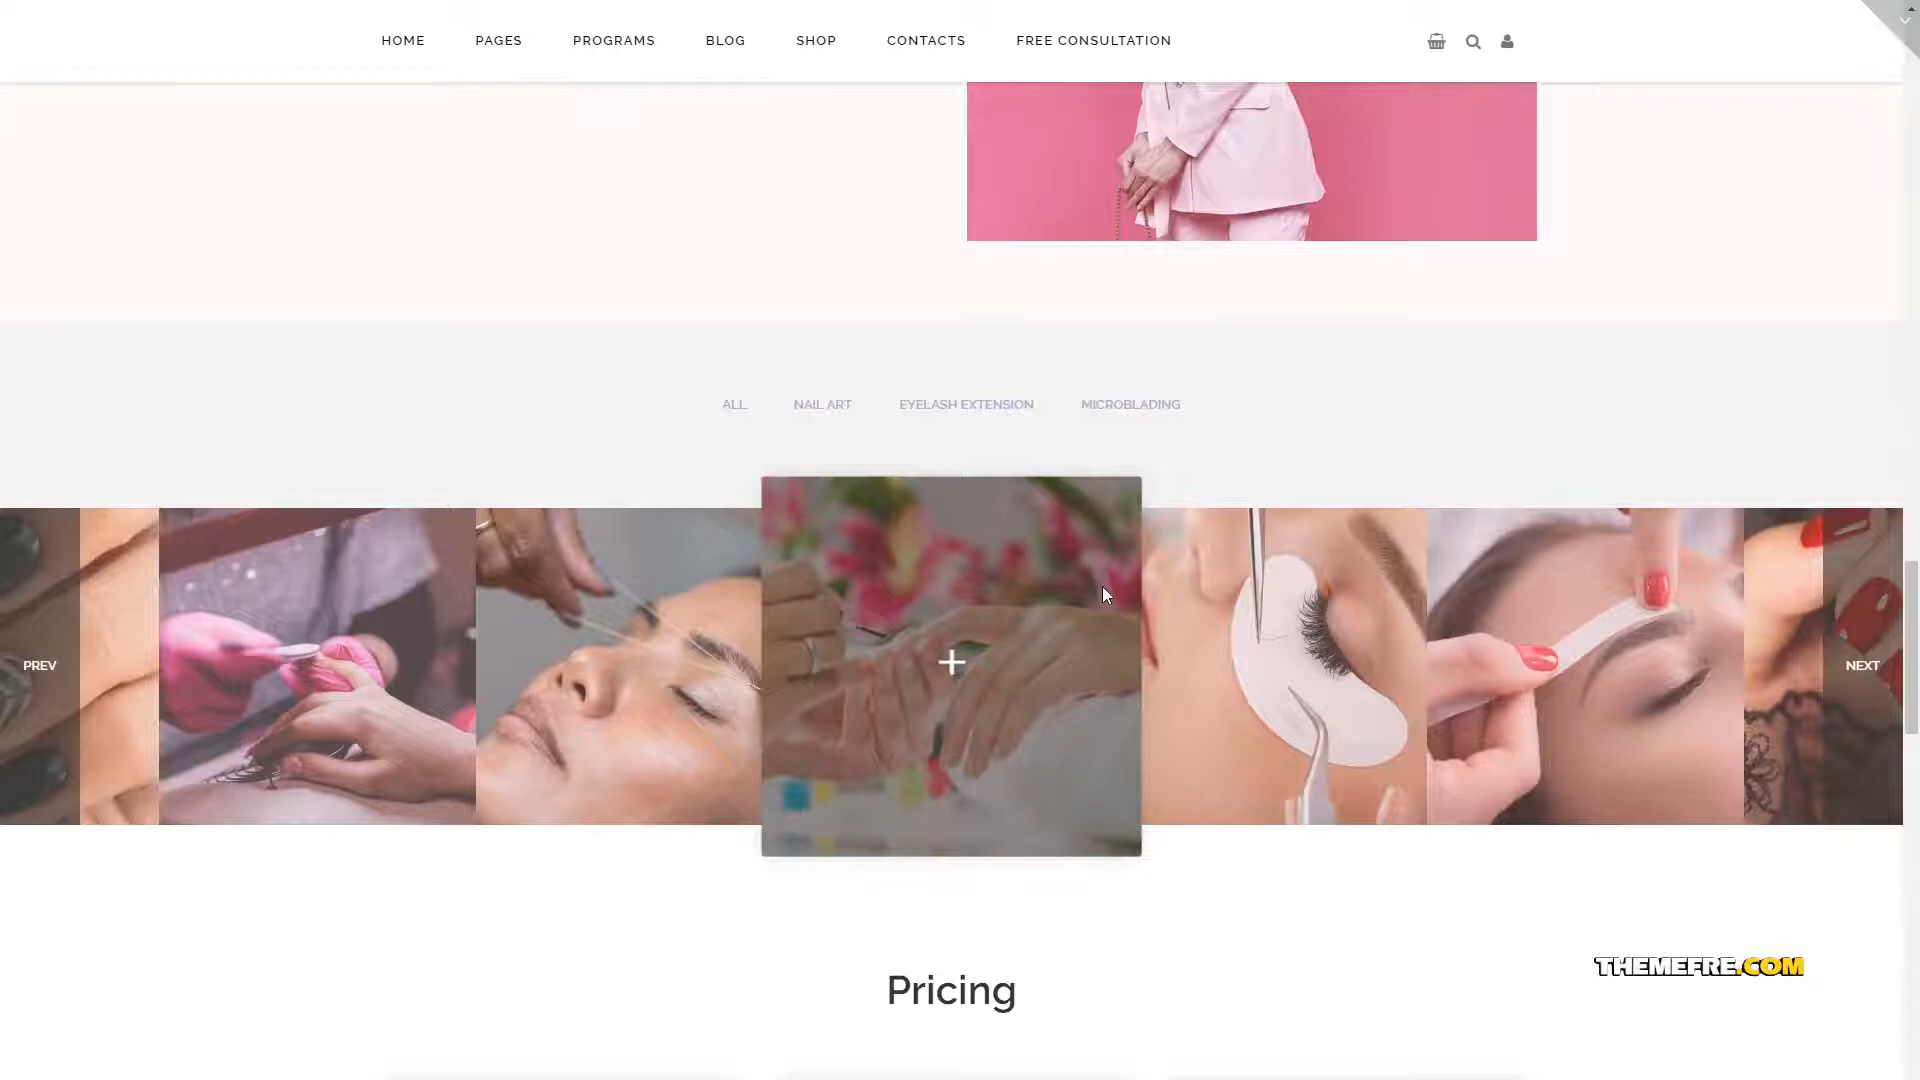 HOME PAGES PROGRAMS BLOG SHOP CONTACTS FREE CONSULTATION
ALL NAIL ART EYELASH EXTENSION MICROBLADING
PREV
NEXT
THEMEFRE.COM
Pricing